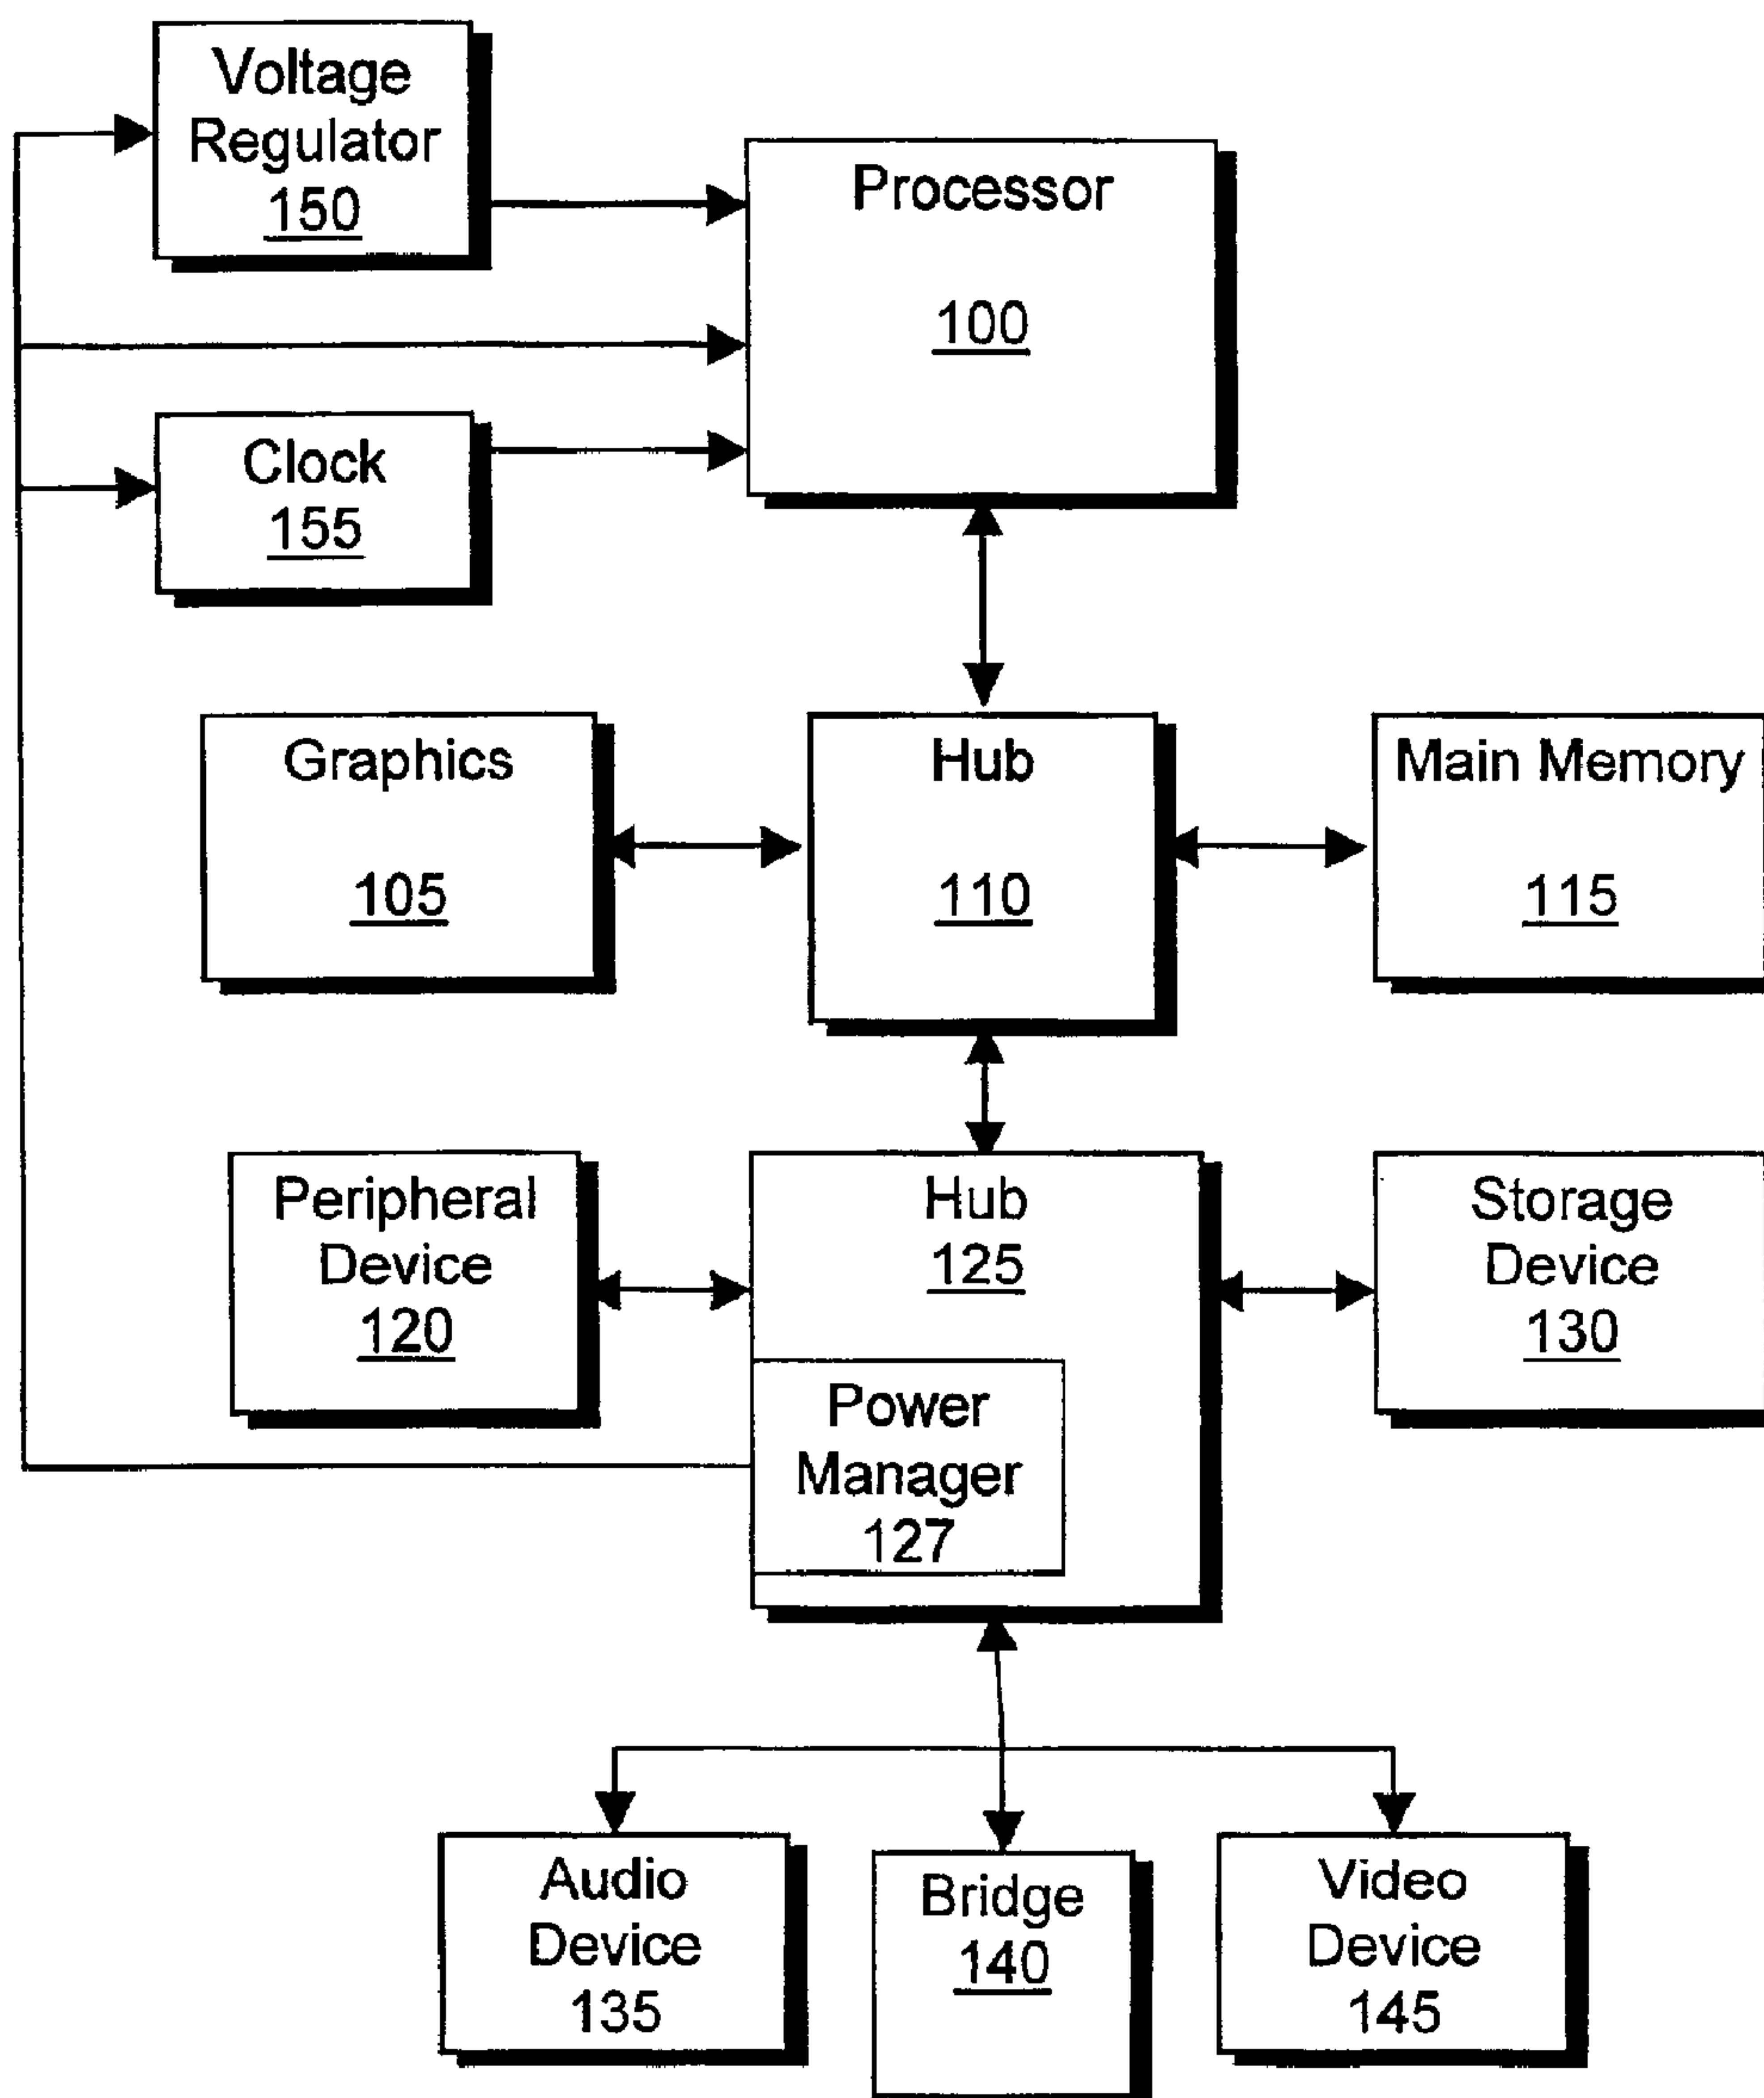 Voltage
Regulator
150
Processor
100
Clock
155
Graphics
105
Hub
110
Main Memory
115
Peripheral
Device
120
Hub
125
Storage
Device
130
Power
Manager
127
Audio
Device
135
Bridge
140
Video
Device
145